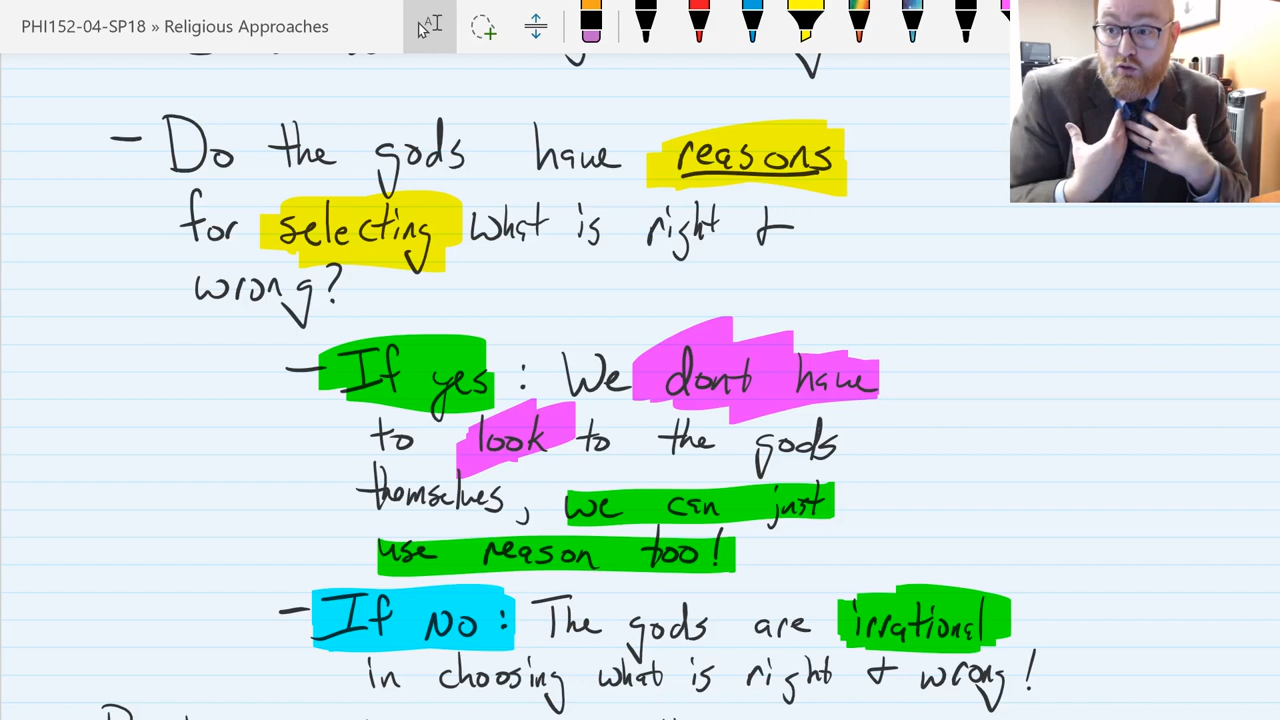 PHI152-04-SP18 » Religious Approaches
- Do the gods have reasons
for selecting what is right &
wrong?
- If yes : We dont have
to look to the gods
themselves, we can just
use reason too!
- If No : The gods are irrational
in choosing what is right & wrong!